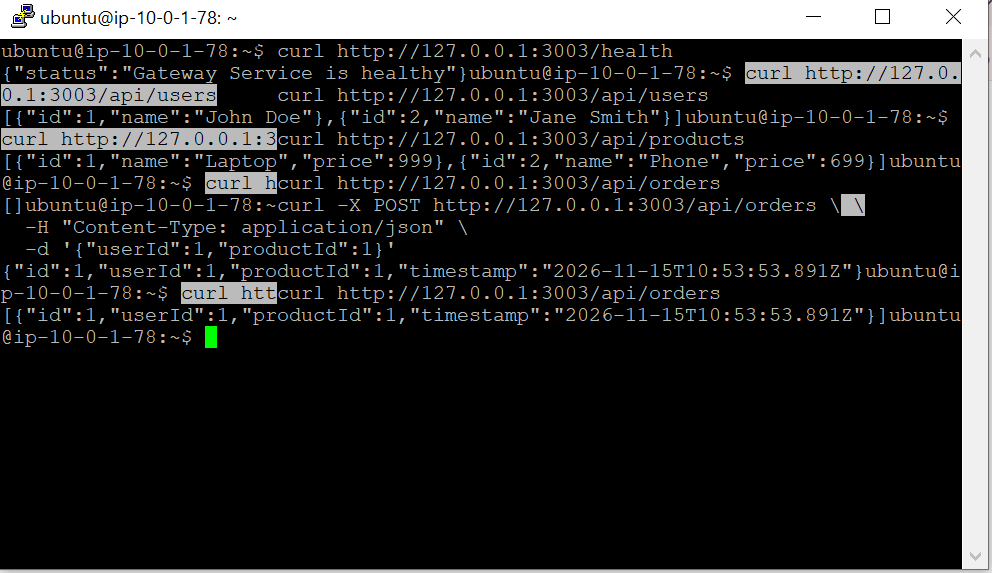 ubuntu@ip-10-0-1-78: ~
ubuntu@ip-10-0-1-78:~$ curl http://127.0.0.1:3003/health
{"status":"Gateway Service is healthy"}ubuntu@ip-10-0-1-78:~$ curl http://127.0.
0.1:3003/api/users     curl http://127.0.0.1:3003/api/users
[{"id":1,"name":"John Doe"},{"id":2,"name":"Jane Smith"}]ubuntu@ip-10-0-1-78:~$
curl http://127.0.0.1:3curl http://127.0.0.1:3003/api/products
[{"id":1,"name":"Laptop","price":999},{"id":2,"name":"Phone","price":699}]ubuntu
@ip-10-0-1-78:~$ curl hcurl http://127.0.0.1:3003/api/orders
[]ubuntu@ip-10-0-1-78:~curl -X POST http://127.0.0.1:3003/api/orders \ \
  -H "Content-Type: application/json" \
  -d '{"userId":1,"productId":1}'
{"id":1,"userId":1,"productId":1,"timestamp":"2026-11-15T10:53:53.891Z"}ubuntu@i
p-10-0-1-78:~$ curl httcurl http://127.0.0.1:3003/api/orders
[{"id":1,"userId":1,"productId":1,"timestamp":"2026-11-15T10:53:53.891Z"}]ubuntu
@ip-10-0-1-78:~$